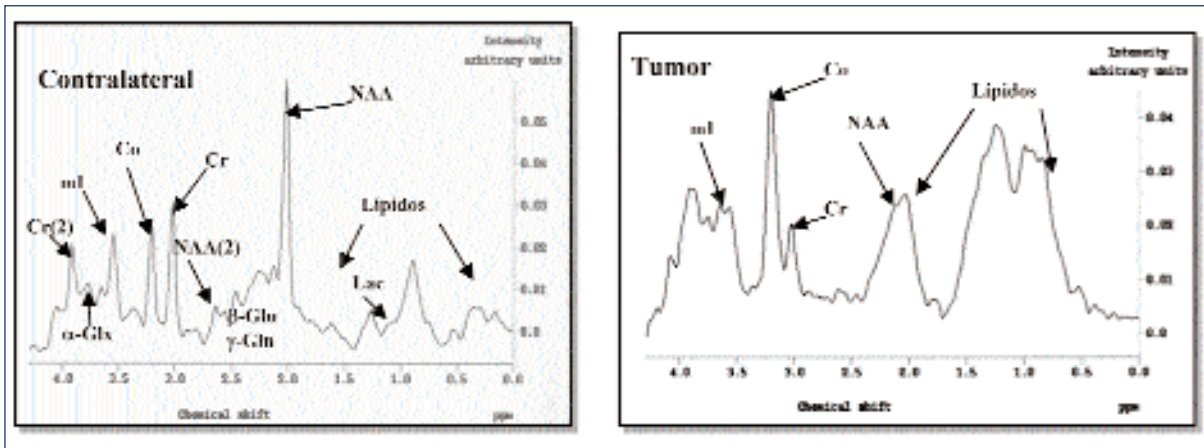 Contralateral
Intensity
arbitrary units
NAA
Co
Cr
mI
Cr(2)
α-Glx
NAA(2)
β-Glu
γ-Gln
Lípidos
Lac
0.05
0.04
0.03
0.02
0.01
0.0
4.0 2.5 2.0 2.5 2.0 1.5 1.0 0.5 0.0
Chemical shift ppm
Tumor
Intensity
arbitrary units
Co
Lípidos
NAA
mI
Cr
0.04
0.03
0.02
0.01
0.0
4.0 3.5 3.0 2.5 2.0 1.5 1.0 0.5 0.0
Chemical shift ppm